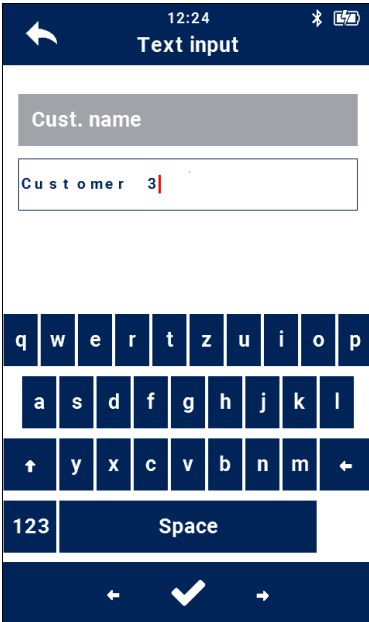 12:24
Text input
Cust. name
Customer 3
q w e r t z u i o p
a s d f g h j k l
y x c v b n m
123 Space